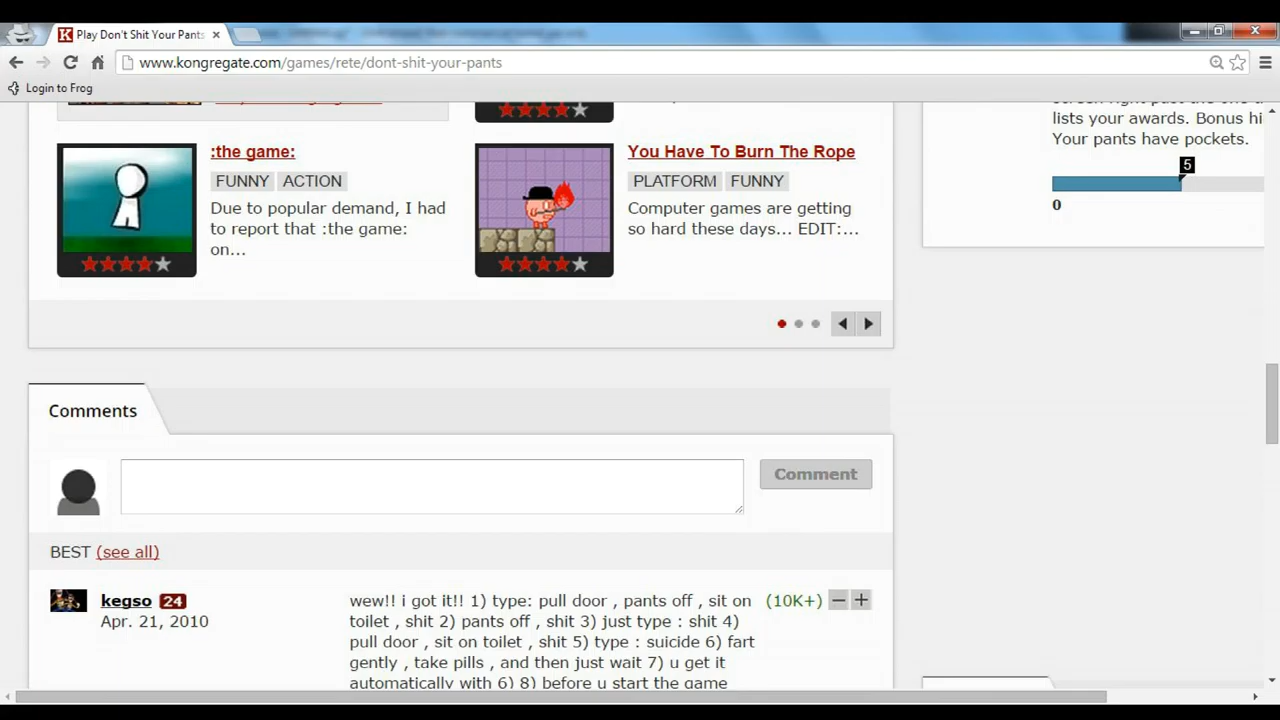 Play Don't Shit Your Pants
www.kongregate.com/games/rete/dont-shit-your-pants
Login to Frog
lists your awards. Bonus hi
Your pants have pockets.
5
0
:the game:
FUNNY ACTION
Due to popular demand, I had
to report that :the game:
on...
You Have To Burn The Rope
PLATFORM FUNNY
Computer games are getting
so hard these days... EDIT:...
Comments
Comment
BEST (see all)
kegso 24
Apr. 21, 2010
wew!! i got it!! 1) type: pull door , pants off , sit on
toilet , shit 2) pants off , shit 3) just type : shit 4)
pull door , sit on toilet , shit 5) type : suicide 6) fart
gently , take pills , and then just wait 7) u get it
automatically with 6) 8) before u start the game
(10K+)